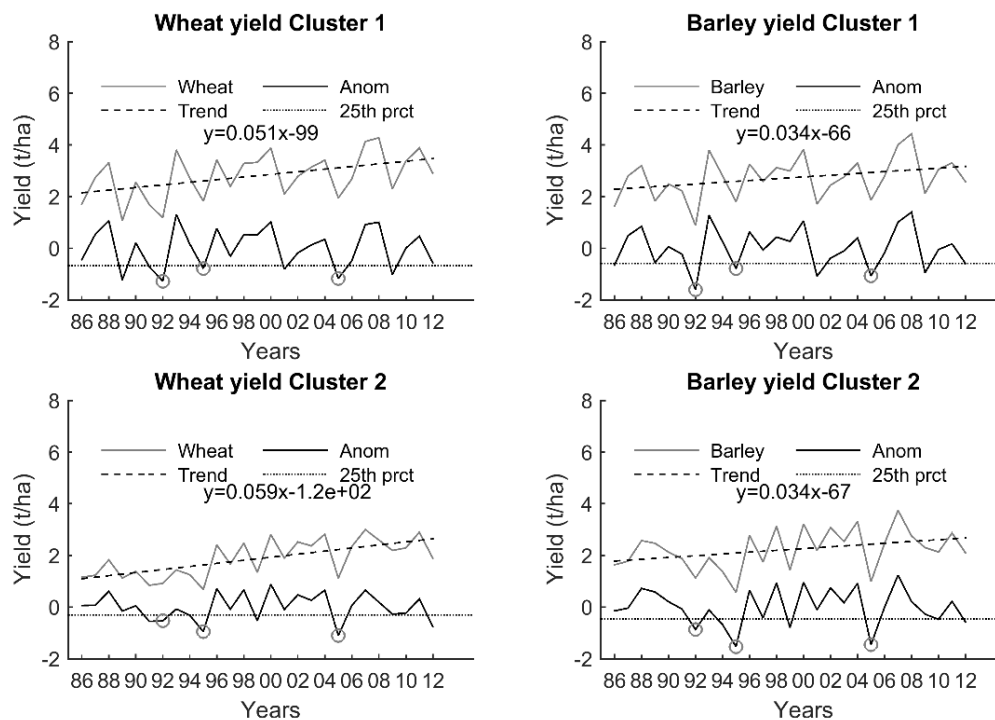 Wheat yield Cluster 1
8
6
4
2
0
-2
Yield (t/ha)
Wheat
Anom
Trend
25th prct
y=0.051x-99
86 88 90 92 94 96 98 00 02 04 06 08 10 12
Years
Barley yield Cluster 1
8
6
4
2
0
-2
Yield (t/ha)
Barley
Anom
Trend
25th prct
y=0.034x-66
86 88 90 92 94 96 98 00 02 04 06 08 10 12
Years
Wheat yield Cluster 2
8
6
4
2
0
-2
Yield (t/ha)
Wheat
Anom
Trend
25th prct
y=0.059x-1.2e+02
86 88 90 92 94 96 98 00 02 04 06 08 10 12
Years
Barley yield Cluster 2
8
6
4
2
0
-2
Yield (t/ha)
Barley
Anom
Trend
25th prct
y=0.034x-67
86 88 90 92 94 96 98 00 02 04 06 08 10 12
Years